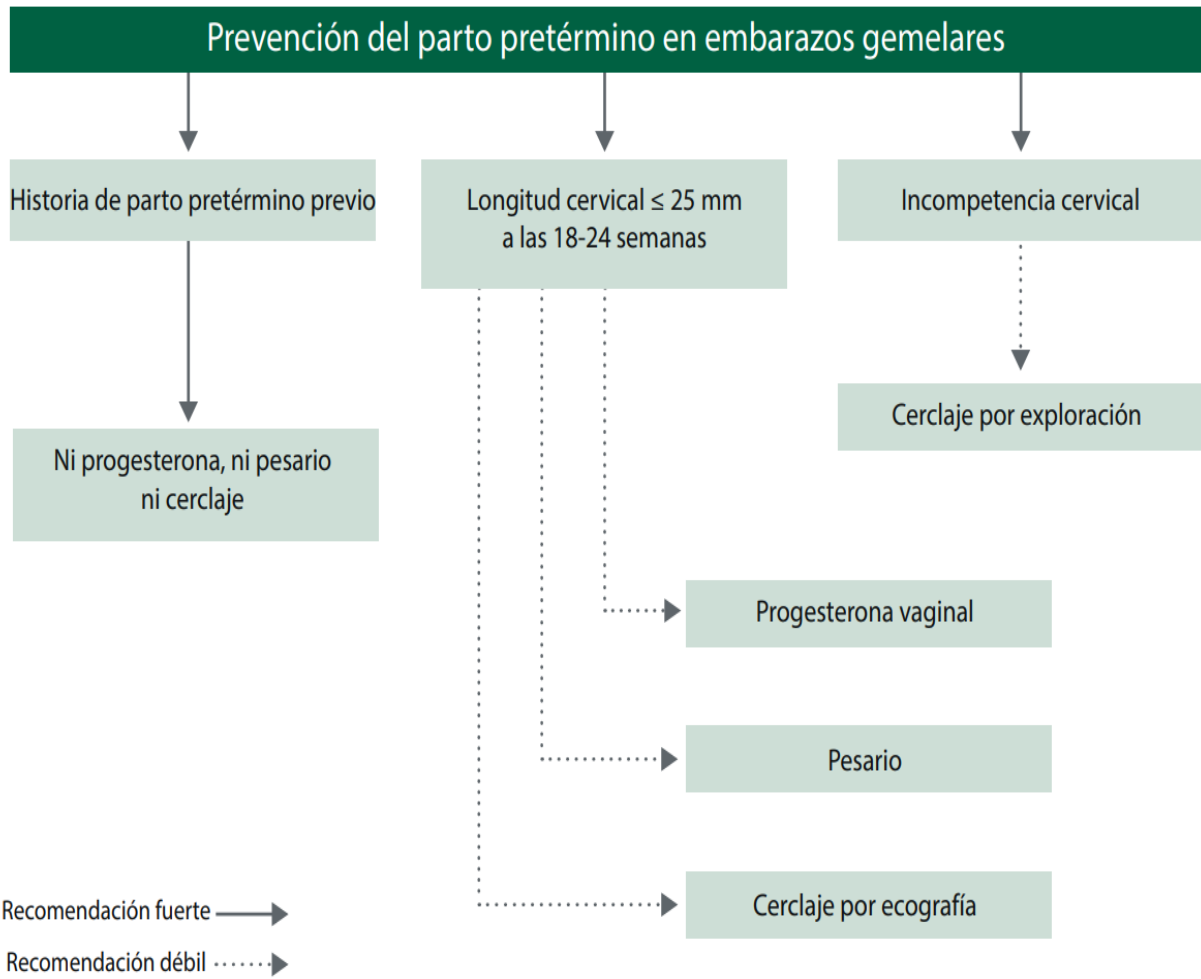 Prevención del parto pretérmino en embarazos gemelares
Historia de parto pretérmino previo
Longitud cervical ≤ 25 mm
a las 18-24 semanas
Incompetencia cervical
Cerclaje por exploración
Ni progesterona, ni pesario
ni cerclaje
Progesterona vaginal
Pesario
Cerclaje por ecografía
Recomendación fuerte
Recomendación débil